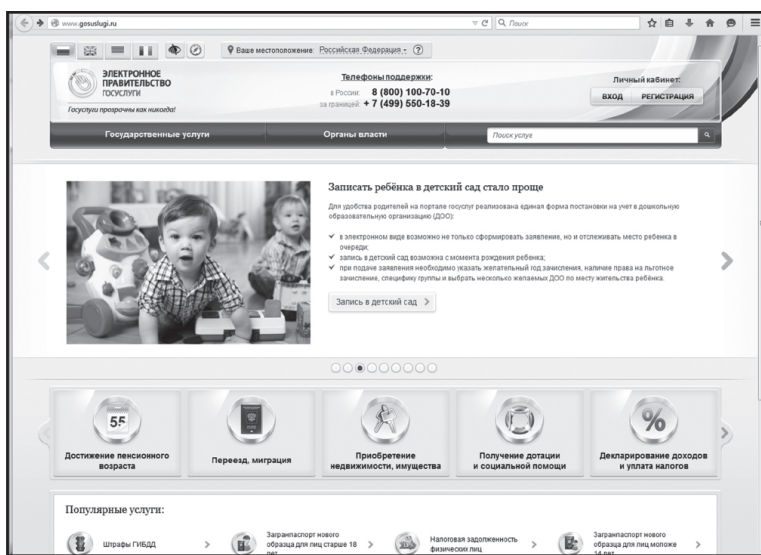 www.gosuslugi.ru
Поиск
Ваше местоположение: Российская Федерация
ЭЛЕКТРОННОЕ
ПРАВИТЕЛЬСТВО
ГОСУСЛУГИ
Госуслуги прозрачны как никогда!
Телефоны поддержки:
в России: 8 (800) 100-70-10
за границей: + 7 (499) 550-18-39
Личный кабинет:
ВХОД РЕГИСТРАЦИЯ
Государственные услуги Органы власти Поиск услуг
Записать ребёнка в детский сад стало проще
Для удобства родителей на портале госуслуг реализована единая форма постановки на учет в дошкольную
образовательную организацию (ДОО):
в электронном виде возможно не только сформировать заявление, но и отслеживать место ребенка в
очереди;
запись в детский сад возможна с момента рождения ребенка;
при подаче заявления необходимо указать желательный год зачисления, наличие права на льготное
зачисление, специфику группы и выбрать несколько желаемых ДОО по месту жительства ребёнка.
Запись в детский сад
55
Достижение пенсионного
возраста
Переезд, миграция
Приобретение
недвижимости, имущества
Получение дотации
и социальной помощи
%
Декларирование доходов
и уплата налогов
Популярные услуги:
Штрафы ГИБДД
Загранпаспорт нового
образца для лиц старше 18
лет
Налоговая задолженность
физических лиц
Загранпаспорт нового
образца для лиц моложе
14 лет